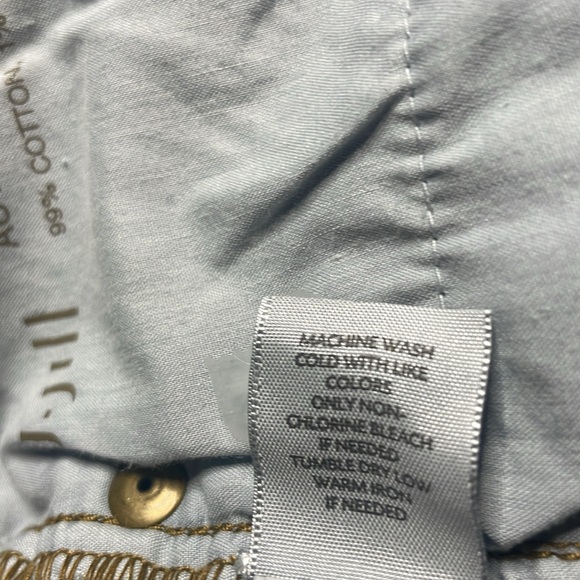 99% COTTON,
J.Jill
MACHINE WASH
COLD WITH LIKE
COLORS
ONLY NON-
CHLORINE BLEACH
IF NEEDED
TUMBLE DRY LOW
WARM IRON
IF NEEDED